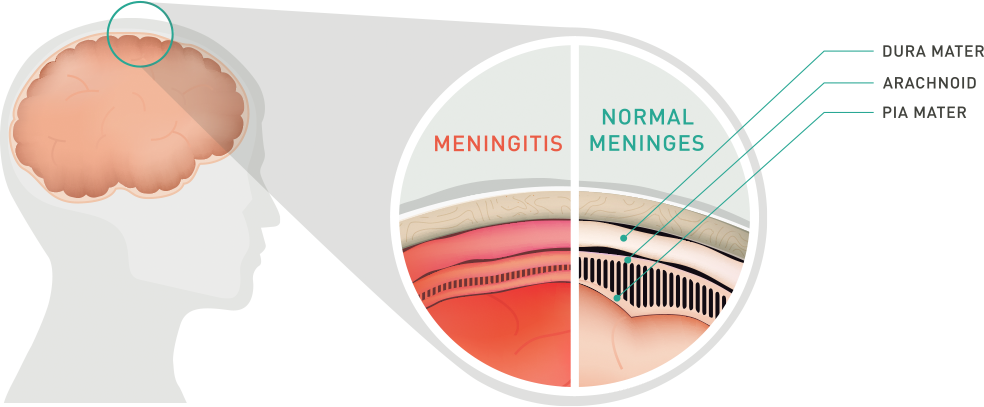 MENINGITIS
NORMAL
MENINGES
DURA MATER
ARACHNOID
PIA MATER